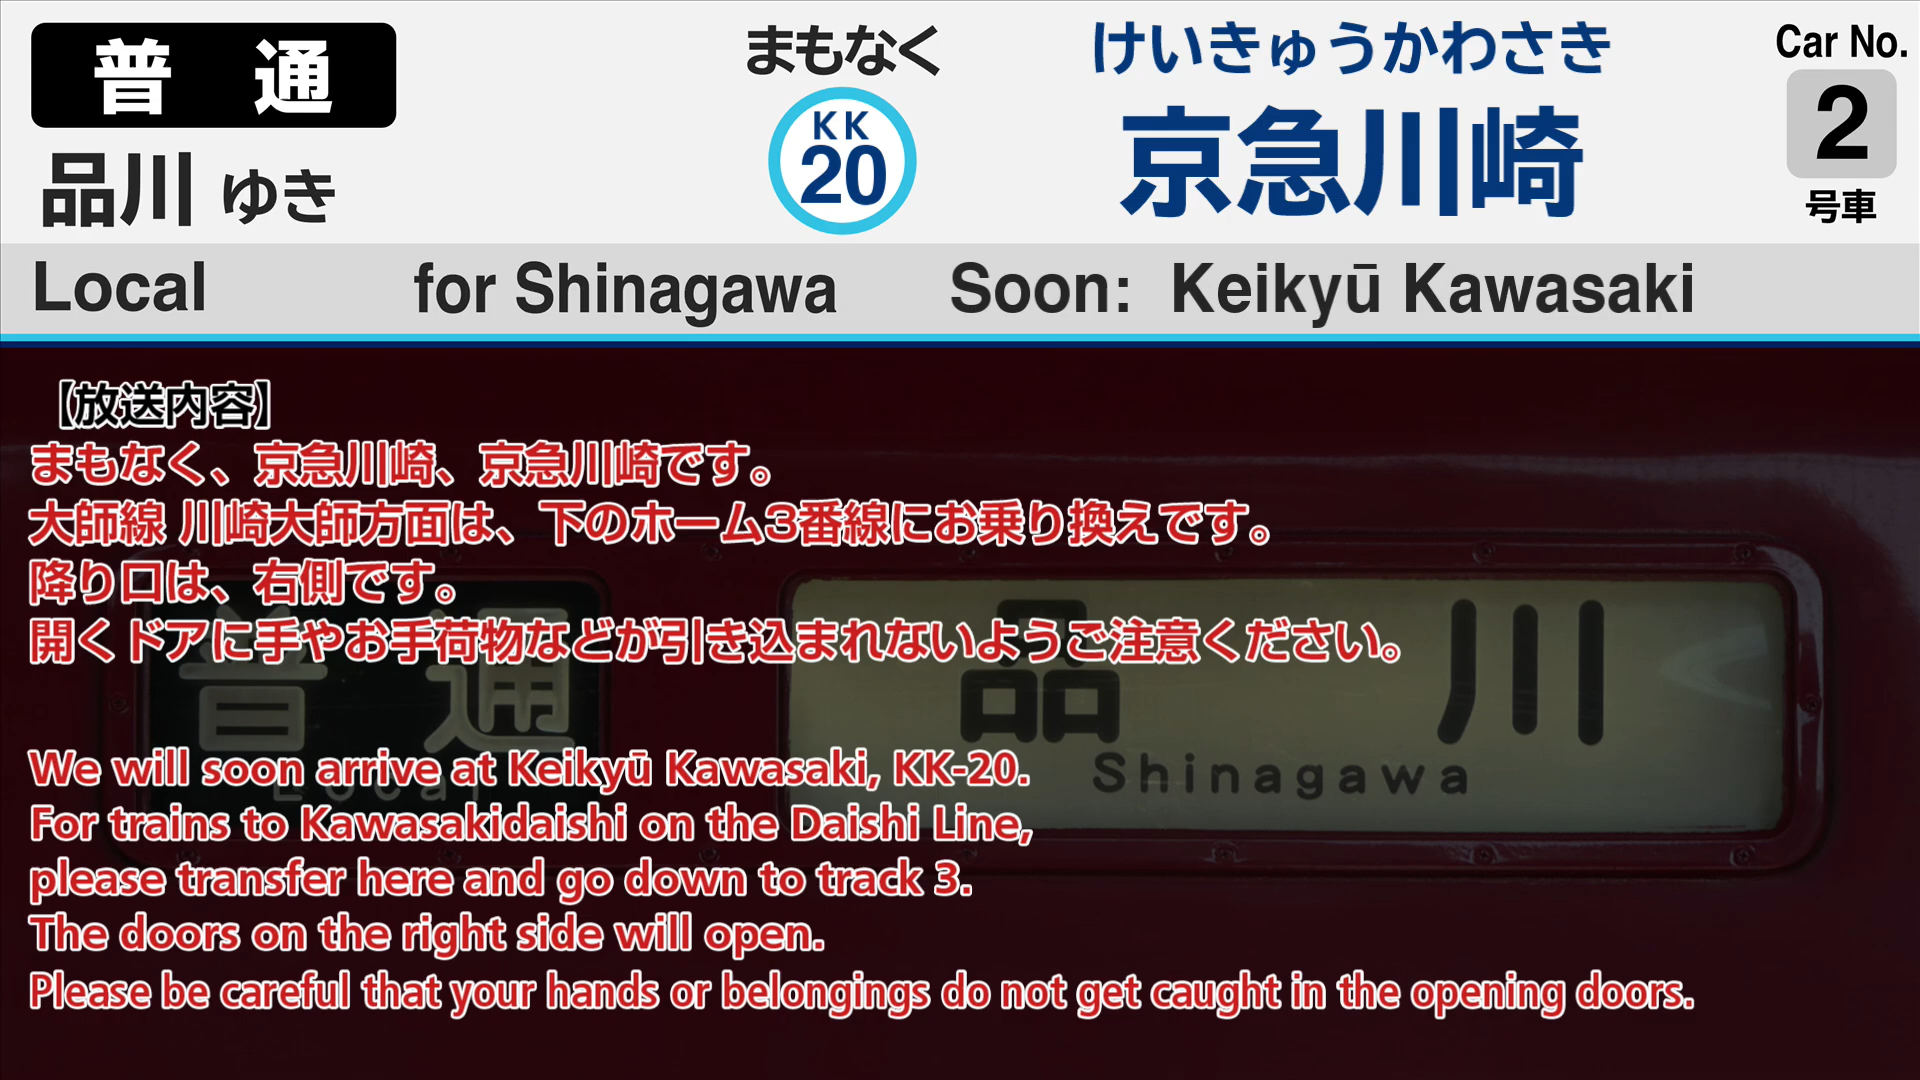 普通
品川 ゆき
まもなく
KK
20
けいきゅうかわさき
京急川崎
Car No.
2
号車
Local for Shinagawa Soon: Keikyū Kawasaki
【放送内容】
まもなく、京急川崎、京急川崎です。
大師線 川崎大師方面は、下のホーム3番線にお乗り換えです。
降り口は、右側です。
開くドアに手やお手荷物などが引き込まれないようご注意ください。
We will soon arrive at Keikyū Kawasaki, KK-20.
For trains to Kawasakidaishi on the Daishi Line,
please transfer here and go down to track 3.
The doors on the right side will open.
Please be careful that your hands or belongings do not get caught in the opening doors.
普通
Local
品川
Shinagawa